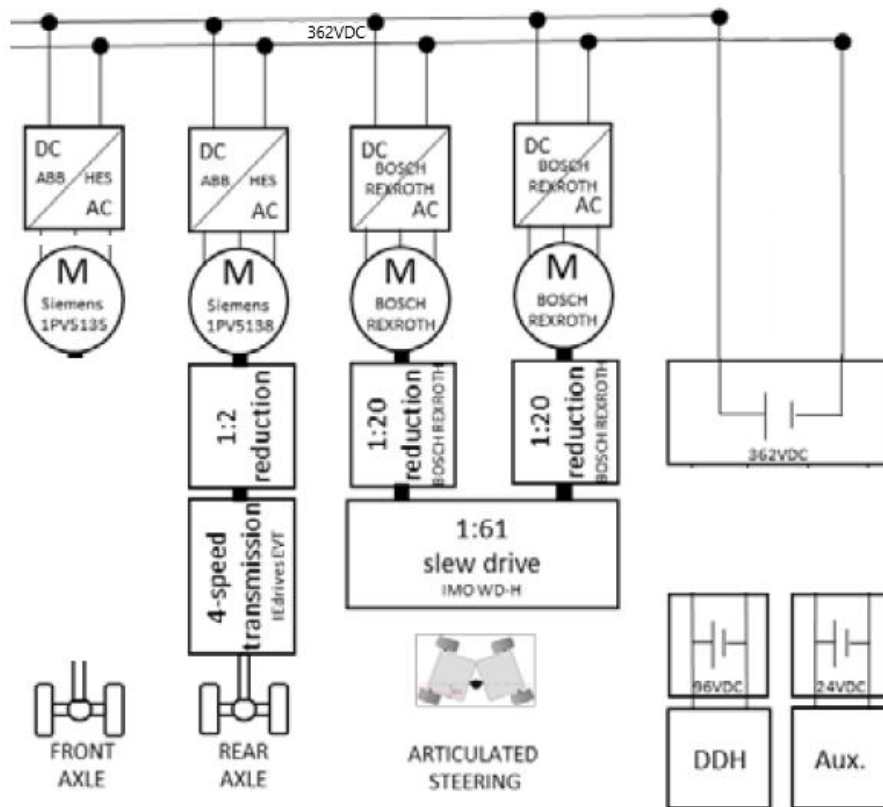 362VDC
DC
ABB HES
AC
DC
ABB HES
AC
DC
BOSCH
REXROTH
AC
DC
BOSCH
REXROTH
AC
M
Siemens
1PV5135
M
Siemens
1PV5138
M
BOSCH
REXROTH
M
BOSCH
REXROTH
1:2
reduction
1:20
reduction
BOSCH REXROTH
1:20
reduction
BOSCH REXROTH
362VDC
4-speed
transmission
IEdrives EVT
1:61
slew drive
IMO WD-H
96VDC
24VDC
FRONT
AXLE
REAR
AXLE
ARTICULATED
STEERING
DDH
Aux.